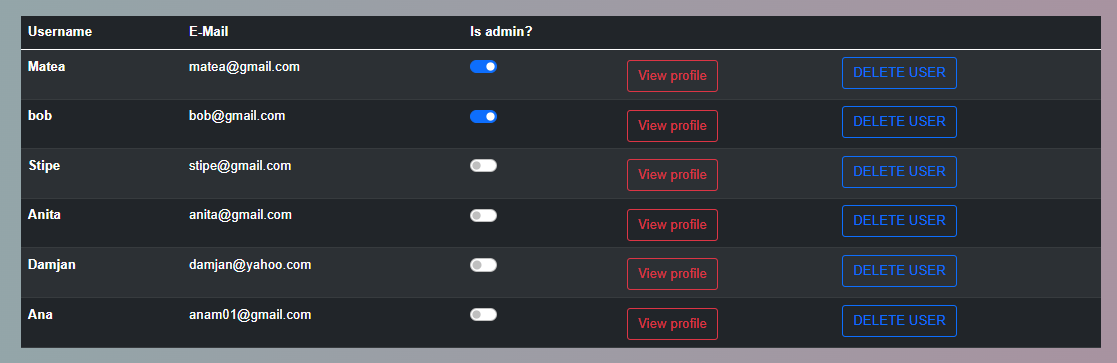 Username E-Mail Is admin?
Matea matea@gmail.com View profile DELETE USER
bob bob@gmail.com View profile DELETE USER
Stipe stipe@gmail.com View profile DELETE USER
Anita anita@gmail.com View profile DELETE USER
Damjan damjan@yahoo.com View profile DELETE USER
Ana anam01@gmail.com View profile DELETE USER